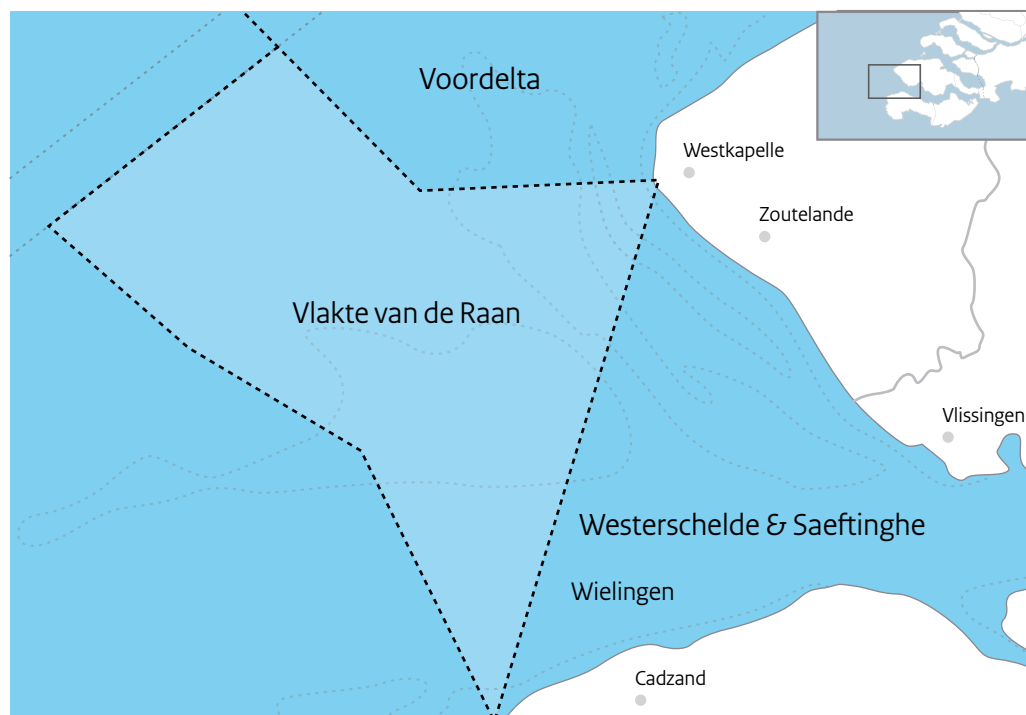 Voordelta
Westkapelle
Zoutelande
Vlakte van de Raan
Vlissingen
Westerschelde & Saeftinghe
Wielingen
Cadzand